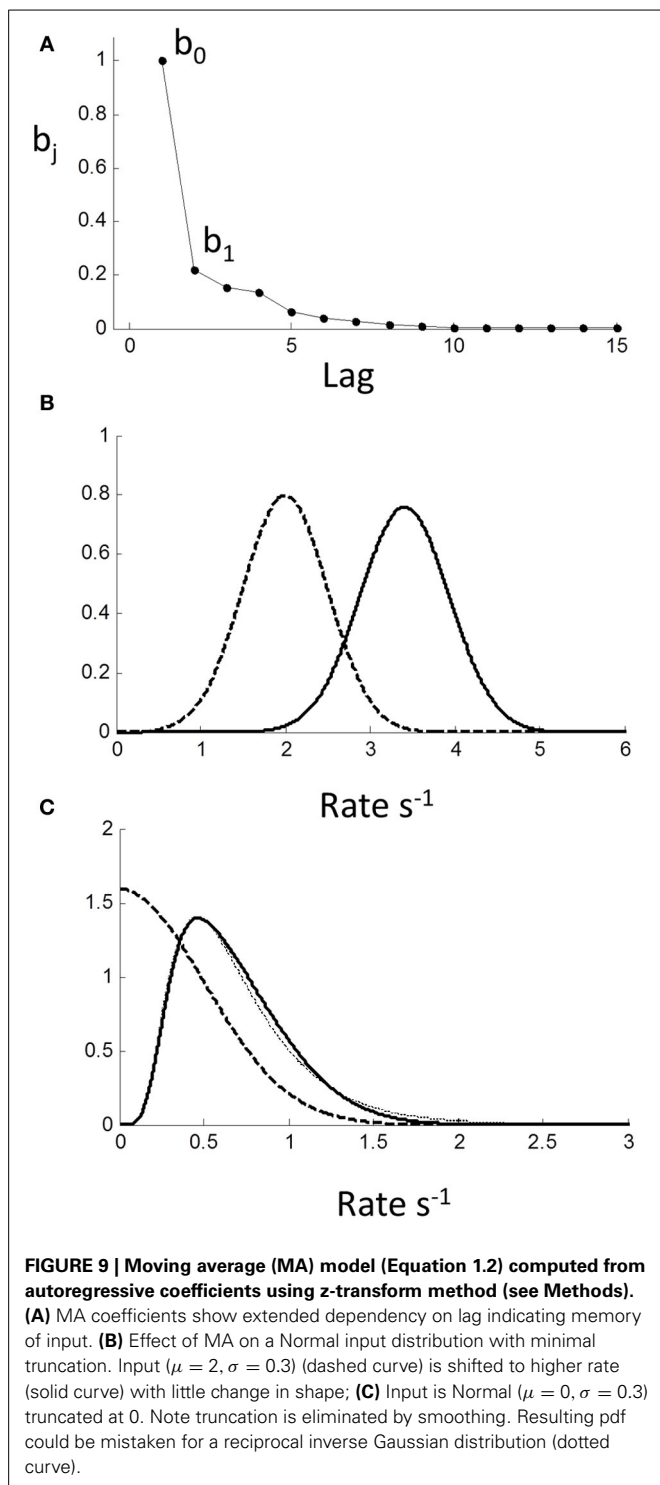 A
b0
1
0.8
bj
0.6
0.4
b1
0.2
0
0 5 10 15
Lag
B
1
0.8
0.6
0.4
0.2
0
0 1 2 3 4 5 6
Rate s-1
C
2
1.5
1
0.5
0
0 0.5 1 1.5 2 2.5 3
Rate s-1
FIGURE 9 | Moving average (MA) model (Equation 1.2) computed from
autoregressive coefficients using z-transform method (see Methods).
(A) MA coefficients show extended dependency on lag indicating memory
of input. (B) Effect of MA on a Normal input distribution with minimal
truncation. Input (μ = 2, σ = 0.3) (dashed curve) is shifted to higher rate
(solid curve) with little change in shape; (C) Input is Normal (μ = 0, σ = 0.3)
truncated at 0. Note truncation is eliminated by smoothing. Resulting pdf
could be mistaken for a reciprocal inverse Gaussian distribution (dotted
curve).